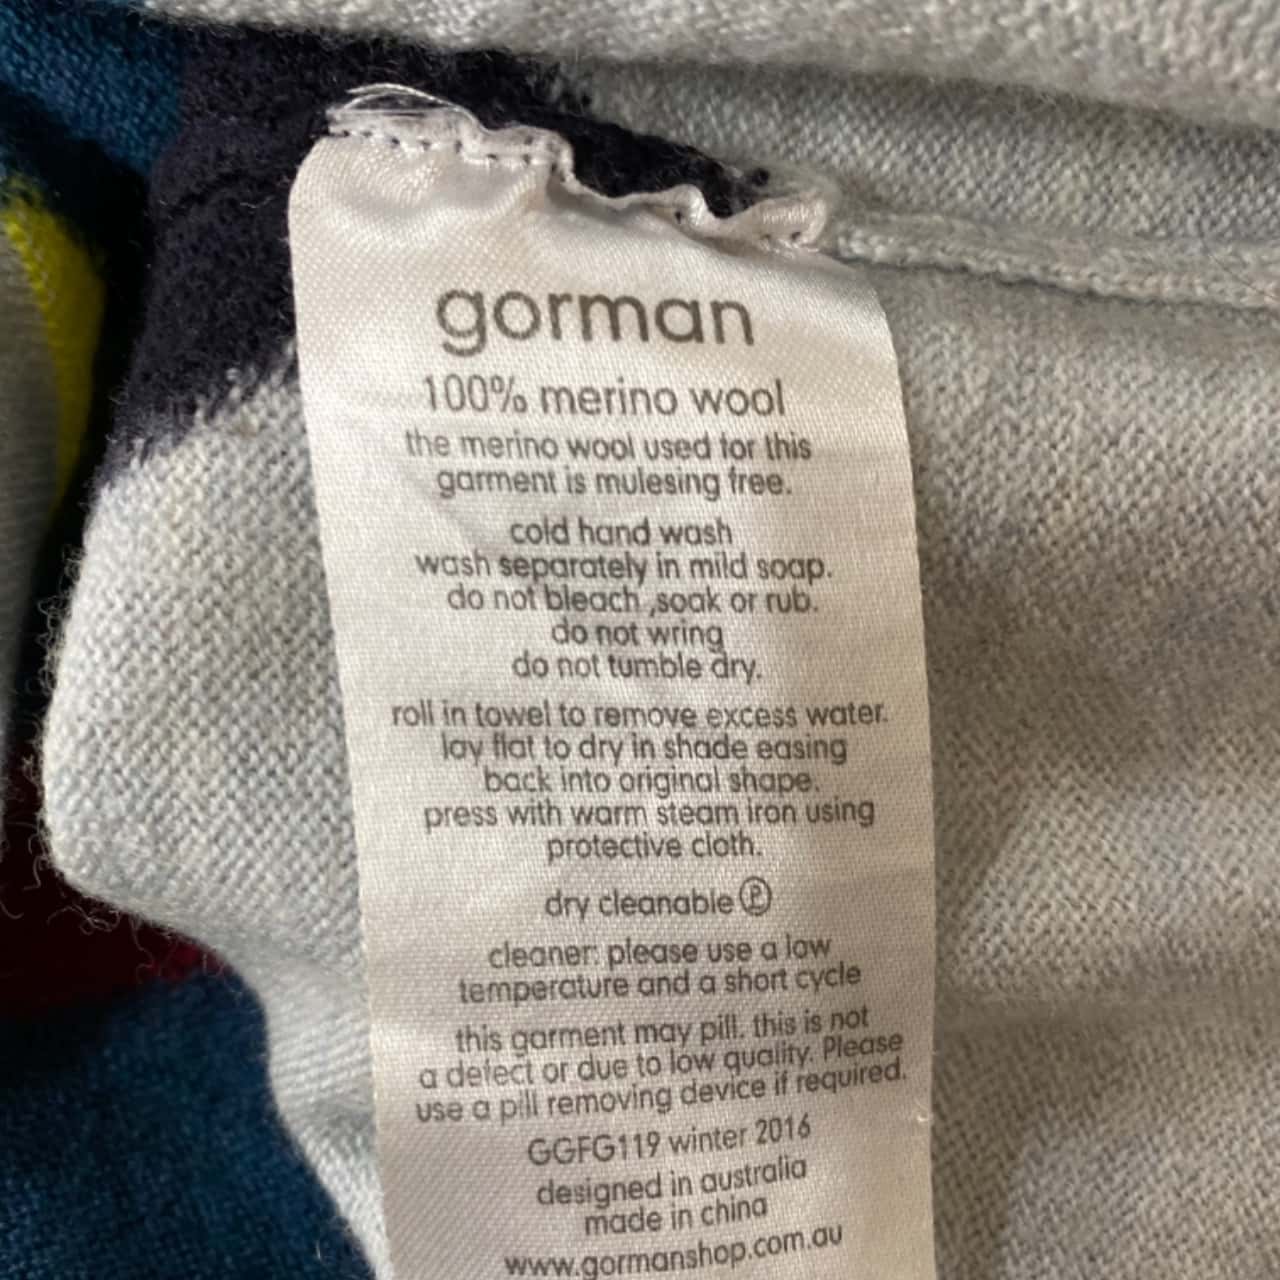 gorman
100% merino wool
the merino wool used for this
garment is mulesing free.
cold hand wash
wash separately in mild soap.
do not bleach ,soak or rub.
do not wring
do not tumble dry.
roll in towel to remove excess water.
lay flat to dry in shade easing
back into original shape.
press with warm steam iron using
protective cloth.
dry cleanable Ⓟ
cleaner: please use a low
temperature and a short cycle
this garment may pill. this is not
a defect or due to low quality. Please
use a pill removing device if required.
GGFG119 winter 2016
designed in australia
made in china
www.gormanshop.com.au